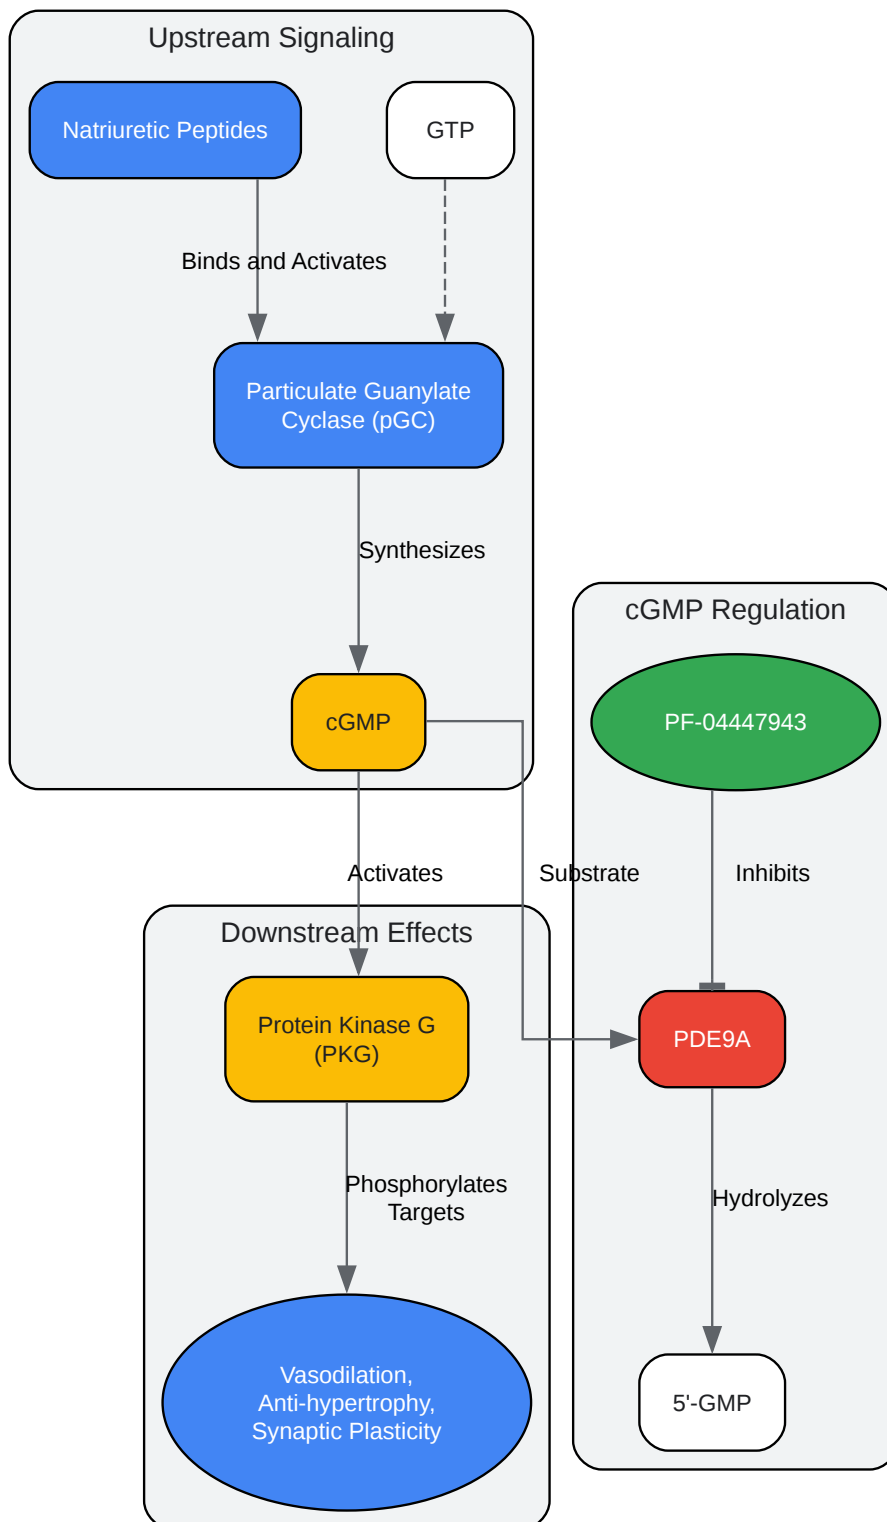 Upstream Signaling
Natriuretic Peptides
GTP
Binds and Activates
Particulate Guanylate
Cyclase (pGC)
Synthesizes
cGMP Regulation
cGMP
PF-04447943
Activates
Substrate
Inhibits
Downstream Effects
Protein Kinase G
(PKG)
PDE9A
Phosphorylates
Targets
Hydrolyzes
Vasodilation,
Anti-hypertrophy,
Synaptic Plasticity
5'-GMP